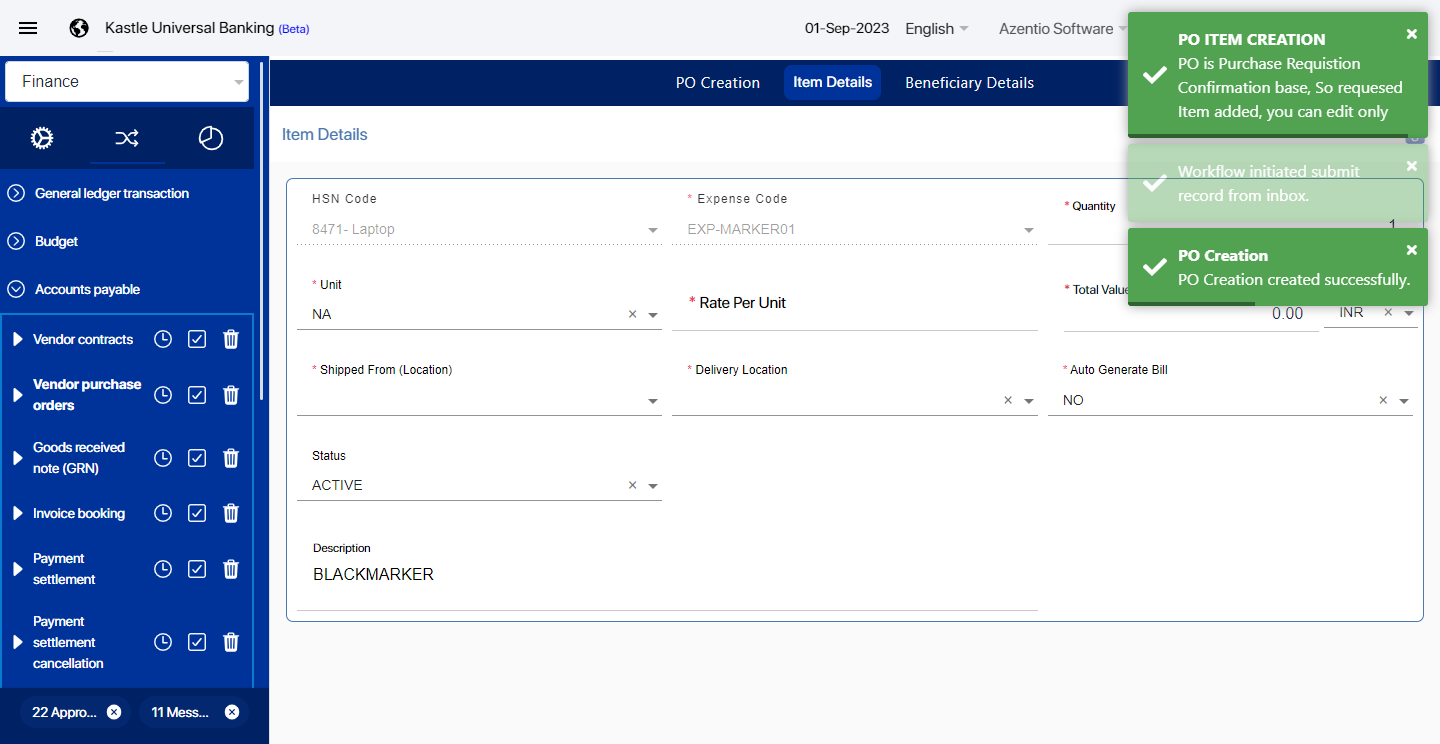 Kastle Universal Banking (Beta)
01-Sep-2023
English
Azentio Software
Finance
PO Creation
Item Details
Beneficiary Details
General ledger transaction
Budget
Accounts payable
Vendor contracts
Vendor purchase
orders
Goods received
note (GRN)
Invoice booking
Payment
settlement
Payment
settlement
cancellation
22 Appro...
11 Mess...
Item Details
HSN Code
8471- Laptop
* Expense Code
EXP-MARKER01
* Quantity
1
* Unit
NA
* Rate Per Unit
* Total Value
0.00
INR
* Shipped From (Location)
* Delivery Location
* Auto Generate Bill
NO
Status
ACTIVE
Description
BLACKMARKER
PO ITEM CREATION
PO is Purchase Requistion
Confirmation base, So requesed
Item added, you can edit only
Workflow initiated submit
record from inbox.
PO Creation
PO Creation created successfully.